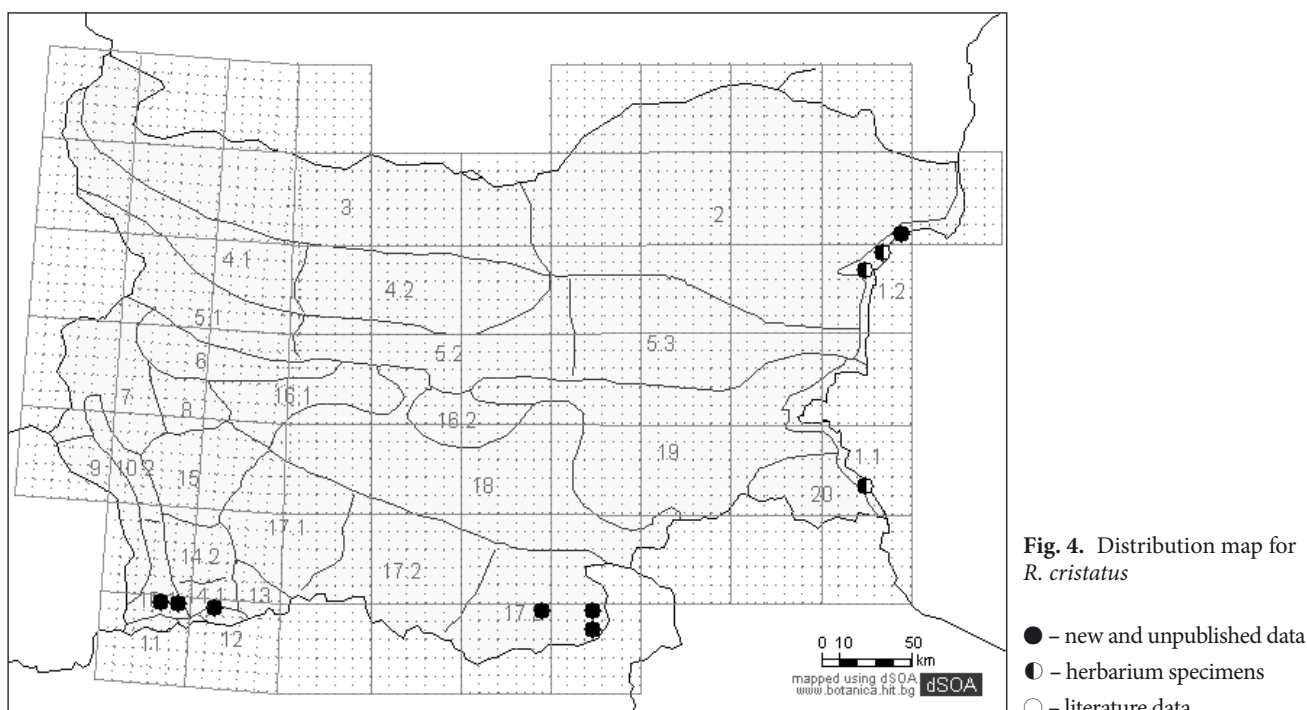 3
2
4.1
4.2
1.2
5.1
5.2
5.3
6
7
8
16.1
16.2
9
10.2
15
18
19
1.1
20
17.1
14.2
17.2
13
11
12
0 10 50
km
mapped using dSOA
www.botanica.hit.bg dSOA
Fig. 4. Distribution map for
R. cristatus
● – new and unpublished data
◐ – herbarium specimens
○ – literature data